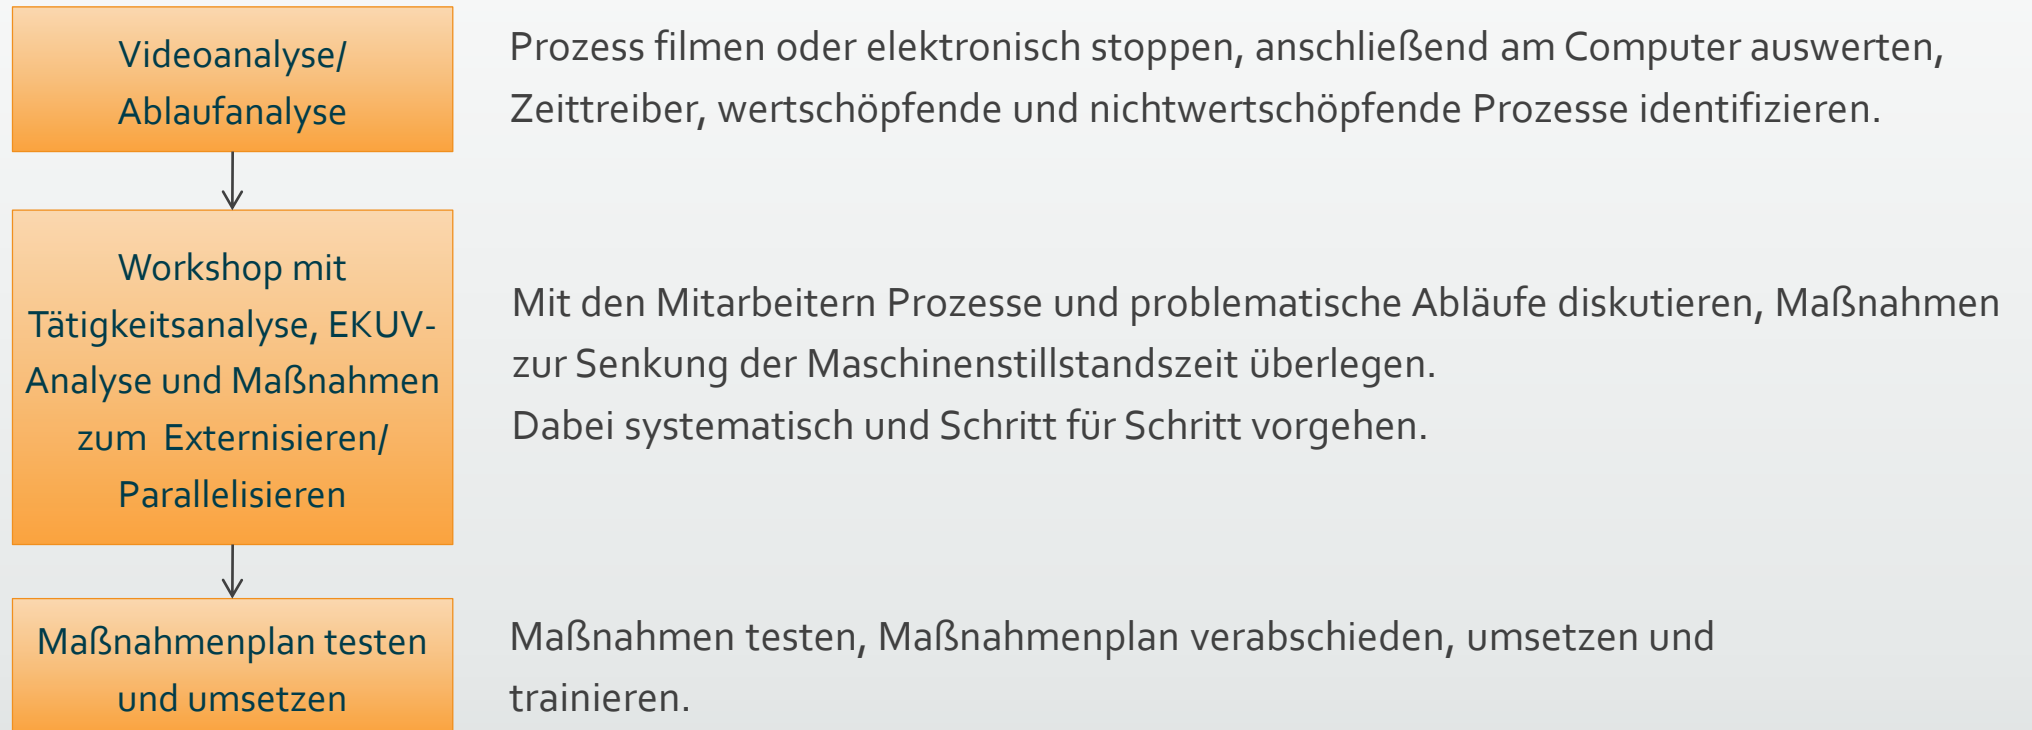 Videoanalyse/
Ablaufanalyse
Prozess filmen oder elektronisch stoppen, anschließend am Computer auswerten,
Zeittreiber, wertschöpfende und nichtwertschöpfende Prozesse identifizieren.
Workshop mit
Tätigkeitsanalyse, EKUV-
Analyse und Maßnahmen
zum Externisieren/
Parallelisieren
Mit den Mitarbeitern Prozesse und problematische Abläufe diskutieren, Maßnahmen
zur Senkung der Maschinenstillstandszeit überlegen.
Dabei systematisch und Schritt für Schritt vorgehen.
Maßnahmenplan testen
und umsetzen
Maßnahmen testen, Maßnahmenplan verabschieden, umsetzen und
trainieren.